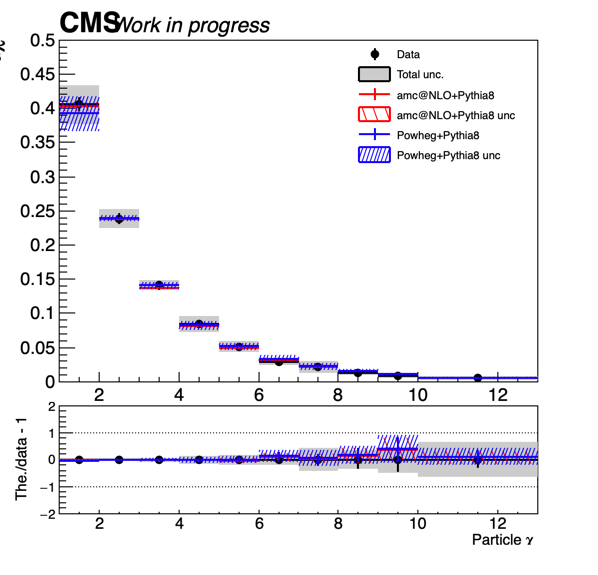 CMS Work in progress
0.5
0.45
0.4
0.35
0.3
0.25
0.2
0.15
0.1
0.05
0
Data
Total unc.
amc@NLO+Pythia8
amc@NLO+Pythia8 unc
Powheg+Pythia8
Powheg+Pythia8 unc
2 4 6 8 10 12
The./data - 1
2
1
0
−1
−2
2 4 6 8 10 12
Particle γ